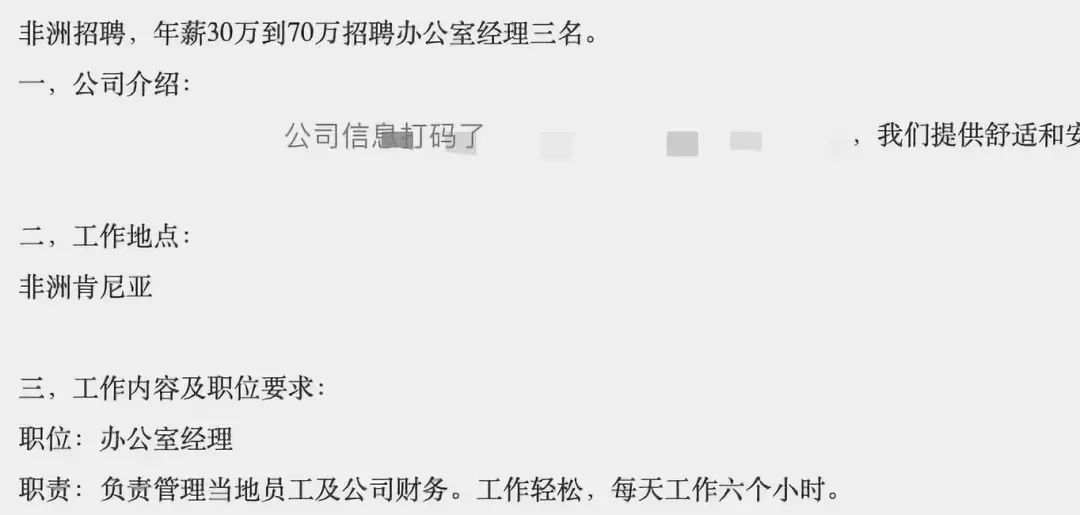 非洲招聘，年薪30万到70万招聘办公室经理三名。
一，公司介绍：
公司信息打码了，我们提供舒适和安
二，工作地点：
非洲肯尼亚
三，工作内容及职位要求：
职位：办公室经理
职责：负责管理当地员工及公司财务。工作轻松，每天工作六个小时。